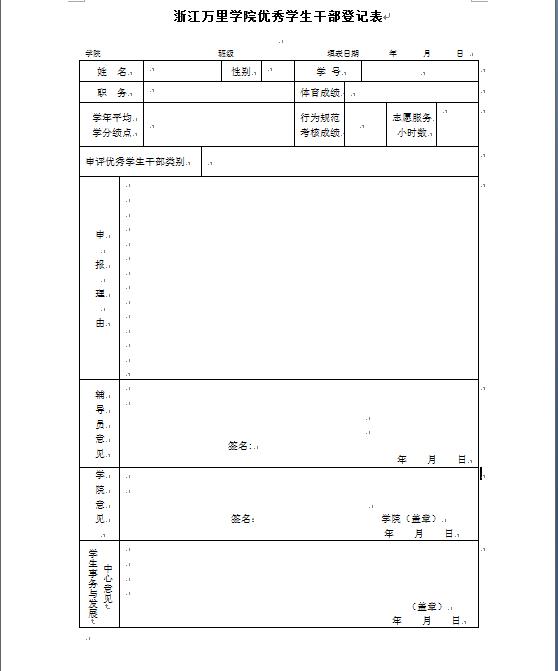 浙江万里学院优秀学生干部登记表
学院 班级 填表日期 年 月 日
姓 名 性别 学 号
职 务 体育成绩
学年平均 行为规范 志愿服务
学分绩点 考核成绩 小时数
申评优秀学生干部类别
申
报
理
由
辅
导
员
意
见
签名:
年 月 日
学
院
意
见
签名: 学院（盖章）
年 月 日
学生事务与发展
中心意见
（盖章）
年 月 日